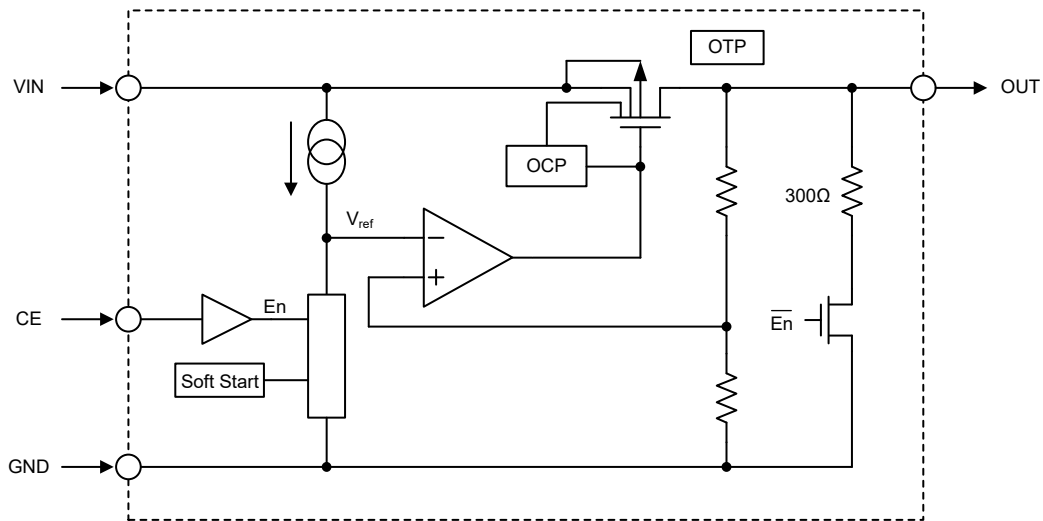 OTP
VIN
OUT
OCP
300Ω
Vref
−
+
CE
En
En
Soft Start
GND